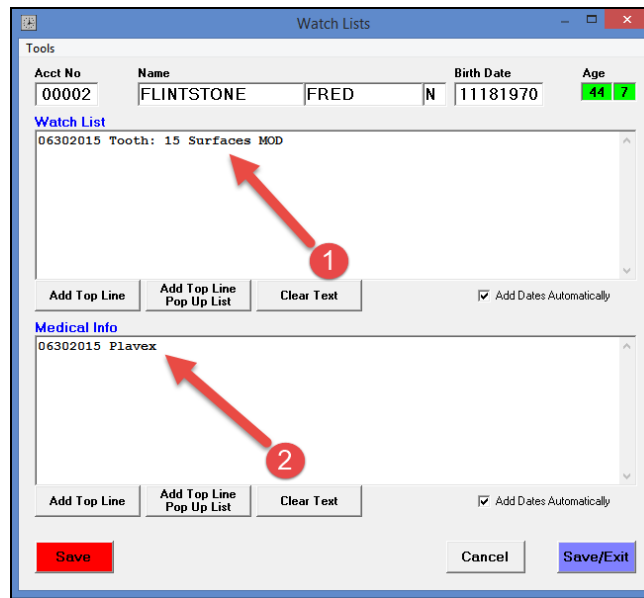 Watch Lists
Tools
Acct No Name Birth Date Age
00002 FLINTSTONE FRED N 11181970 44 7
Watch List
06302015 Tooth: 15 Surfaces MOD
1
Add Top Line Add Top Line Pop Up List Clear Text Add Dates Automatically
Medical Info
06302015 Plavex
2
Add Top Line Add Top Line Pop Up List Clear Text Add Dates Automatically
Save Cancel Save/Exit